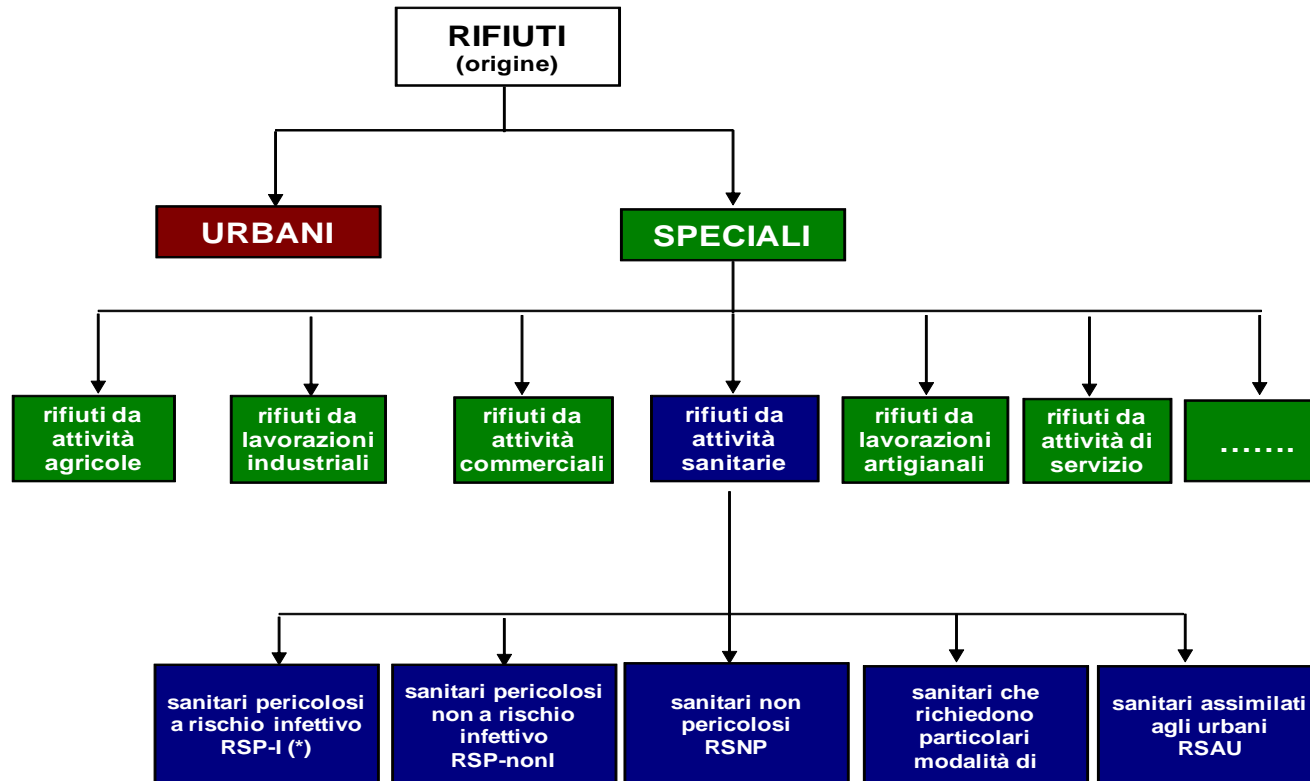 RIFIUTI
(origine)
URBANI
SPECIALI
rifiuti da
attività
agricole
rifiuti da
lavorazioni
industriali
rifiuti da
attività
commerciali
rifiuti da
attività
sanitarie
rifiuti da
lavorazioni
artigianali
rifiuti da
attività di
servizio
.......
sanitari pericolosi
a rischio infettivo
RSP-I (*)
sanitari pericolosi
non a rischio
infettivo
RSP-nonI
sanitari non
pericolosi
RSNP
sanitari che
richiedono
particolari
modalità di
sanitari assimilati
agli urbani
RSAU